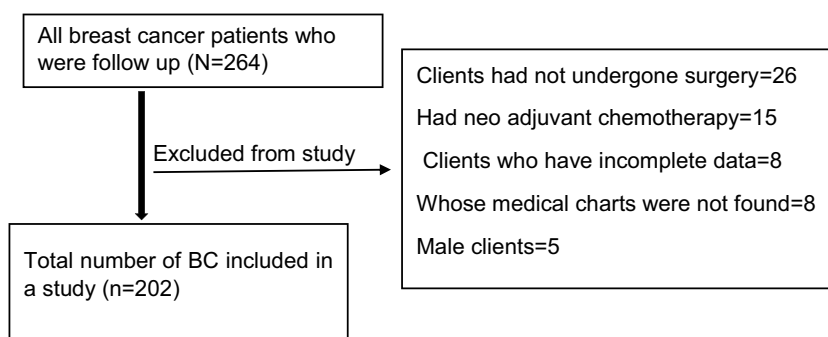 All breast cancer patients who
were follow up (N=264)
Excluded from study
Clients had not undergone surgery=26
Had neo adjuvant chemotherapy=15
Clients who have incomplete data=8
Whose medical charts were not found=8
Male clients=5
Total number of BC included in
a study (n=202)